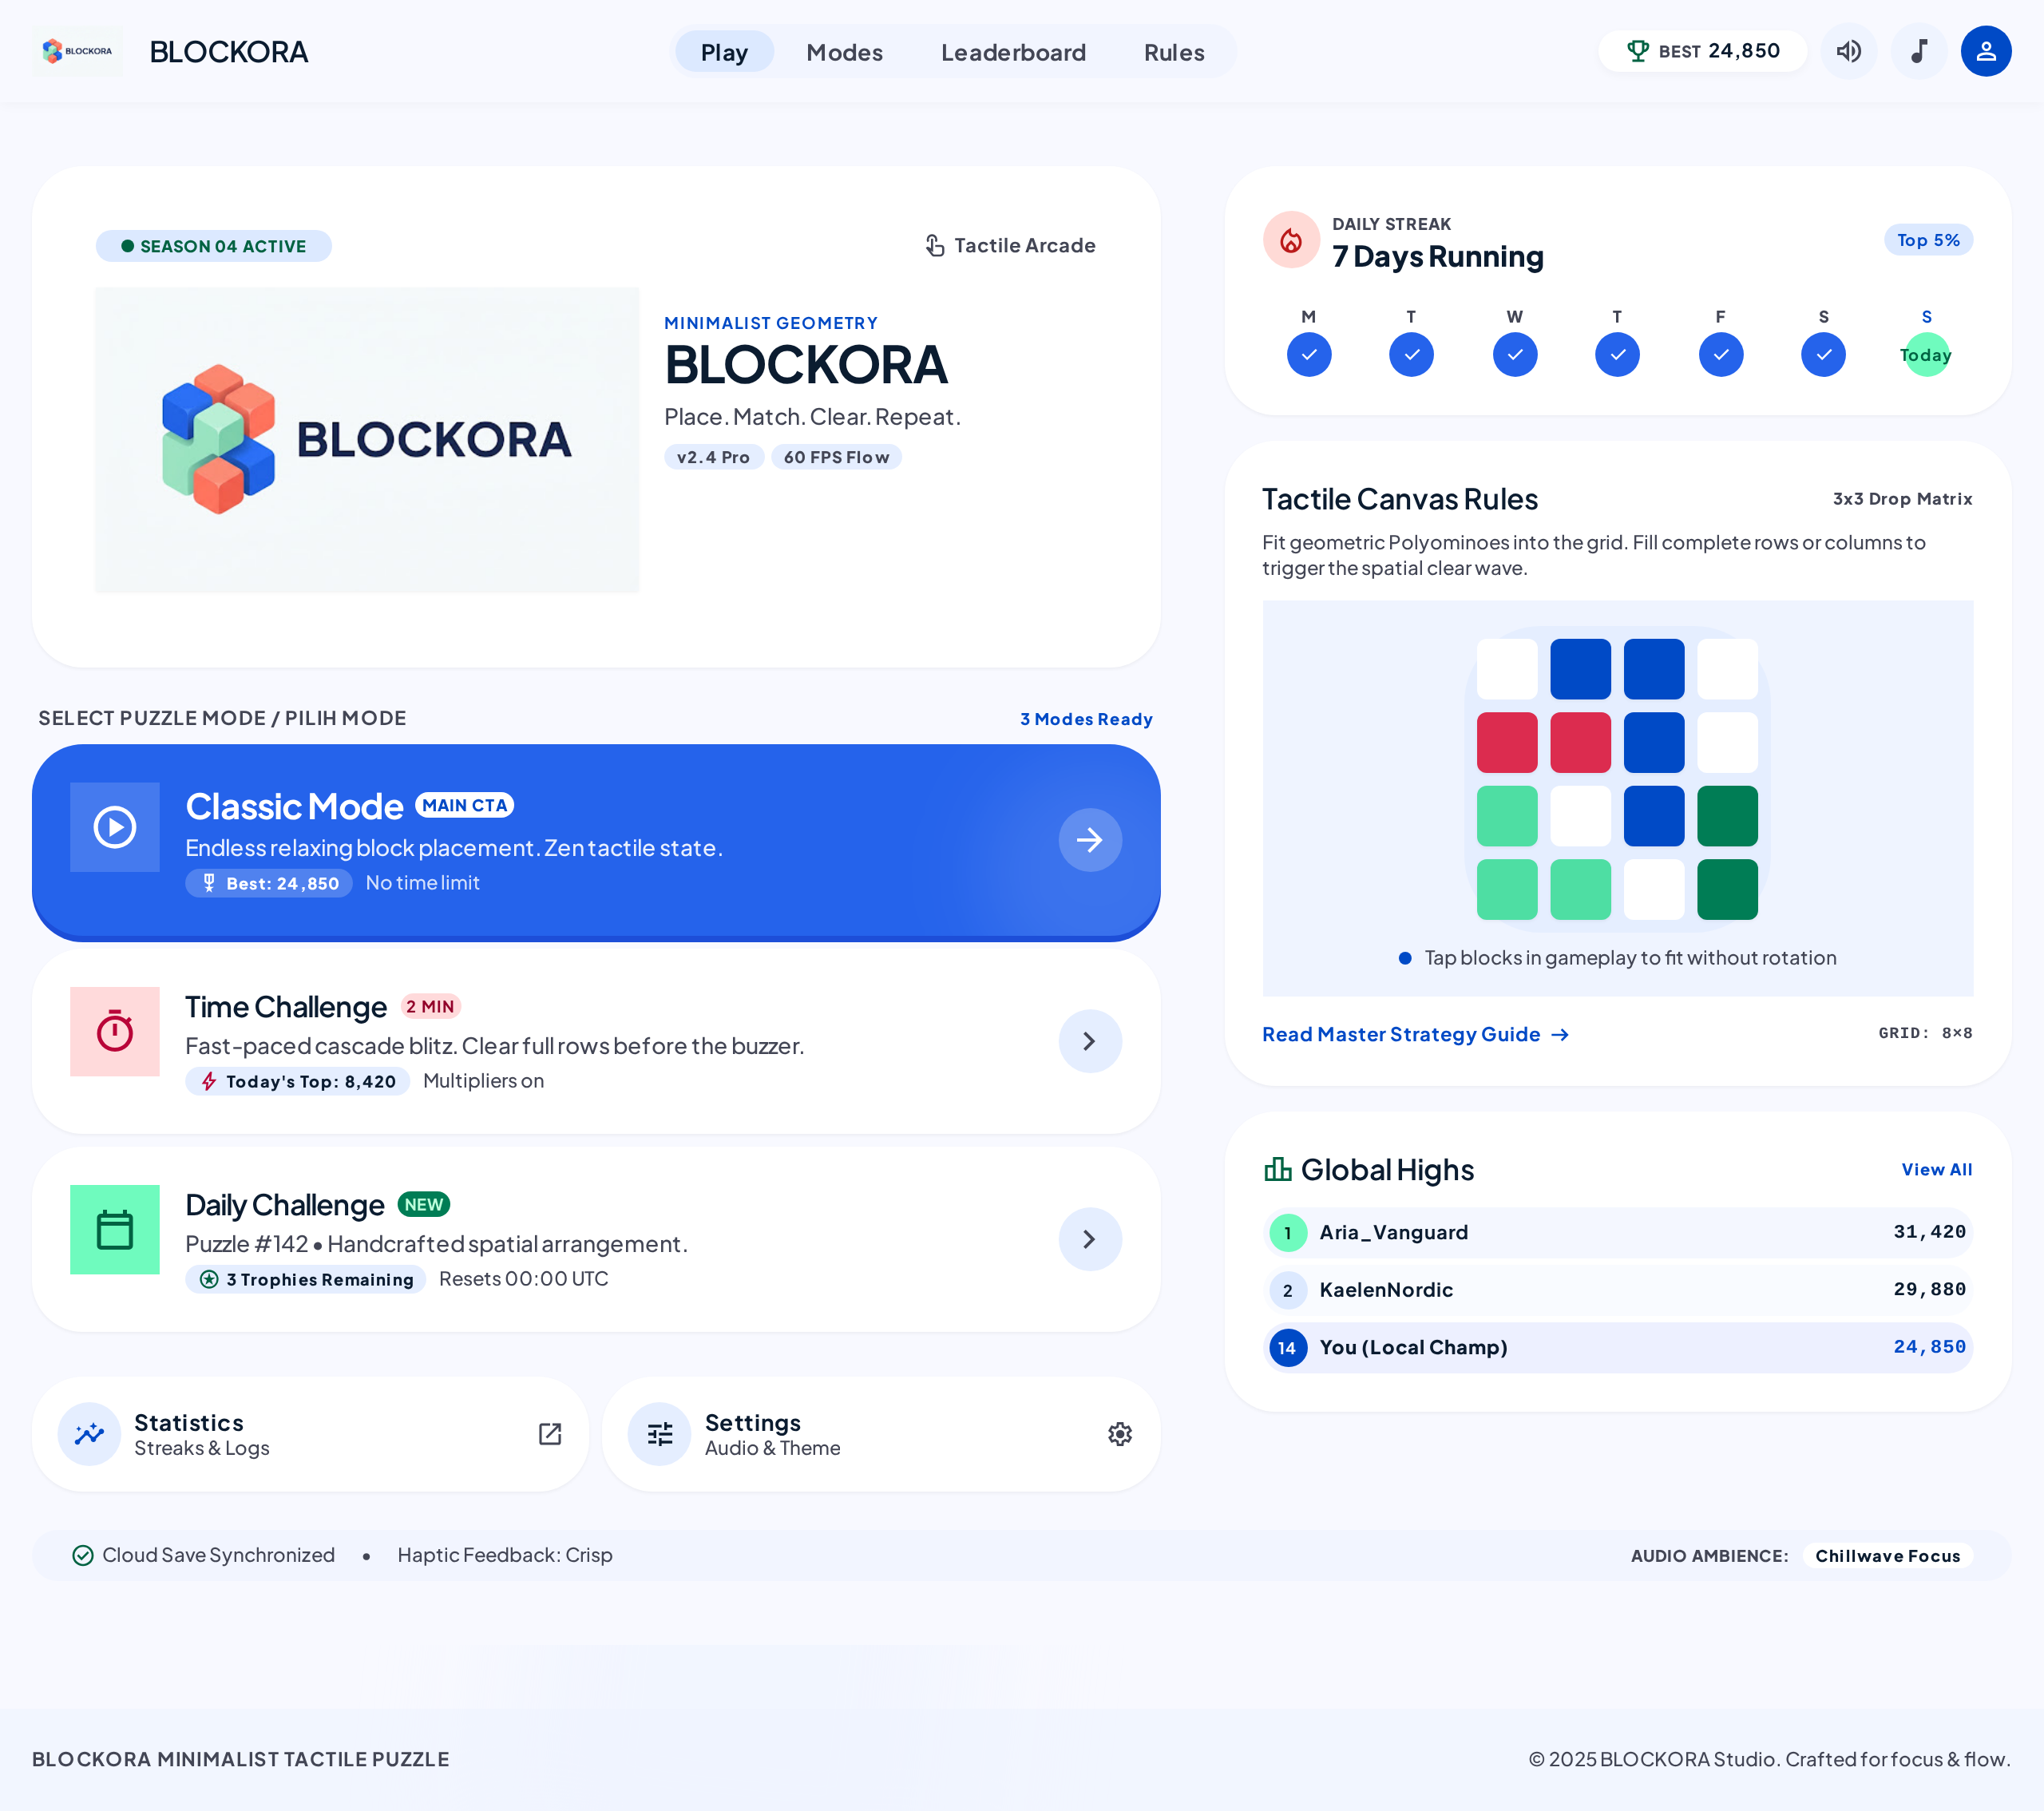 BLOCKORA
BLOCKORA
Play
Modes
Leaderboard
Rules
BEST 24,850
SEASON 04 ACTIVE
Tactile Arcade
BLOCKORA
MINIMALIST GEOMETRY
BLOCKORA
Place. Match. Clear. Repeat.
v2.4 Pro
60 FPS Flow
SELECT PUZZLE MODE / PILIH MODE
3 Modes Ready
Classic Mode
MAIN CTA
Endless relaxing block placement. Zen tactile state.
Best: 24,850
No time limit
Time Challenge
2 MIN
Fast-paced cascade blitz. Clear full rows before the buzzer.
Today's Top: 8,420
Multipliers on
Daily Challenge
NEW
Puzzle #142 • Handcrafted spatial arrangement.
3 Trophies Remaining
Resets 00:00 UTC
Statistics
Streaks & Logs
Settings
Audio & Theme
DAILY STREAK
7 Days Running
Top 5%
M
T
W
T
F
S
S
Today
Tactile Canvas Rules
3x3 Drop Matrix
Fit geometric Polyominoes into the grid. Fill complete rows or columns to
trigger the spatial clear wave.
Tap blocks in gameplay to fit without rotation
Read Master Strategy Guide →
GRID: 8×8
Global Highs
View All
1
Aria_Vanguard
31,420
2
KaelenNordic
29,880
14
You (Local Champ)
24,850
Cloud Save Synchronized
•
Haptic Feedback: Crisp
AUDIO AMBIENCE:
Chillwave Focus
BLOCKORA MINIMALIST TACTILE PUZZLE
© 2025 BLOCKORA Studio. Crafted for focus & flow.